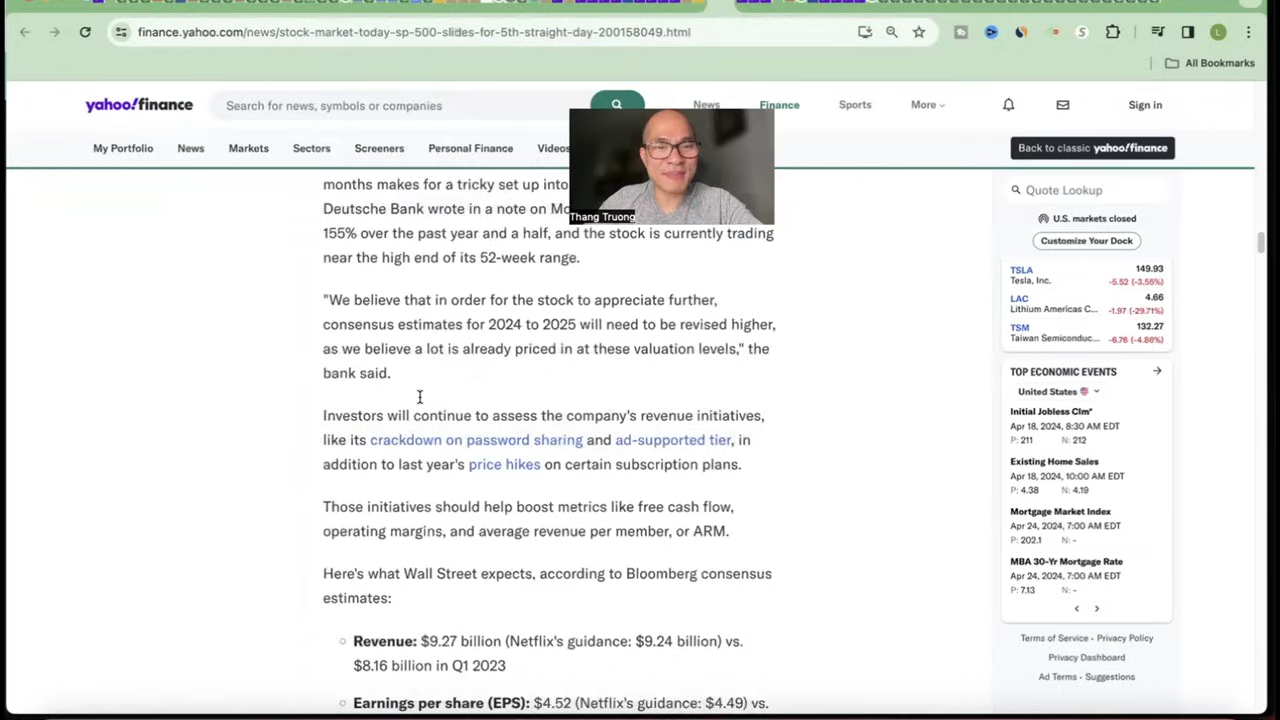 finance.yahoo.com/news/stock-market-today-sp-500-slides-for-5th-straight-day-200158049.html
L
All Bookmarks
yahoo!finance
Search for news, symbols or companies
News
Finance
Sports
More
Sign in
My Portfolio
News
Markets
Sectors
Screeners
Personal Finance
Videos
Back to classic yahoo!finance
months makes for a tricky set up into
Deutsche Bank wrote in a note on Mo
155% over the past year and a half, and the stock is currently trading
near the high end of its 52-week range.
"We believe that in order for the stock to appreciate further,
consensus estimates for 2024 to 2025 will need to be revised higher,
as we believe a lot is already priced in at these valuation levels," the
bank said.
Investors will continue to assess the company's revenue initiatives,
like its crackdown on password sharing and ad-supported tier, in
addition to last year's price hikes on certain subscription plans.
Those initiatives should help boost metrics like free cash flow,
operating margins, and average revenue per member, or ARM.
Here's what Wall Street expects, according to Bloomberg consensus
estimates:
Revenue: $9.27 billion (Netflix's guidance: $9.24 billion) vs.
$8.16 billion in Q1 2023
Earnings per share (EPS): $4.52 (Netflix's guidance: $4.49) vs.
Thang Truong
Quote Lookup
U.S. markets closed
Customize Your Dock
TSLA 149.93
Tesla, Inc. -5.52 (-3.55%)
LAC 4.66
Lithium Americas C... -1.97 (-29.71%)
TSM 132.27
Taiwan Semiconduc... -6.76 (-4.86%)
TOP ECONOMIC EVENTS
United States
Initial Jobless Clm*
Apr 18, 2024, 8:30 AM EDT
P: 211 N: 212
Existing Home Sales
Apr 18, 2024, 10:00 AM EDT
P: 4.38 N: 4.19
Mortgage Market Index
Apr 24, 2024, 7:00 AM EDT
P: 202.1 N: -
MBA 30-Yr Mortgage Rate
Apr 24, 2024, 7:00 AM EDT
P: 7.13 N: -
Terms of Service - Privacy Policy
Privacy Dashboard
Ad Terms - Suggestions